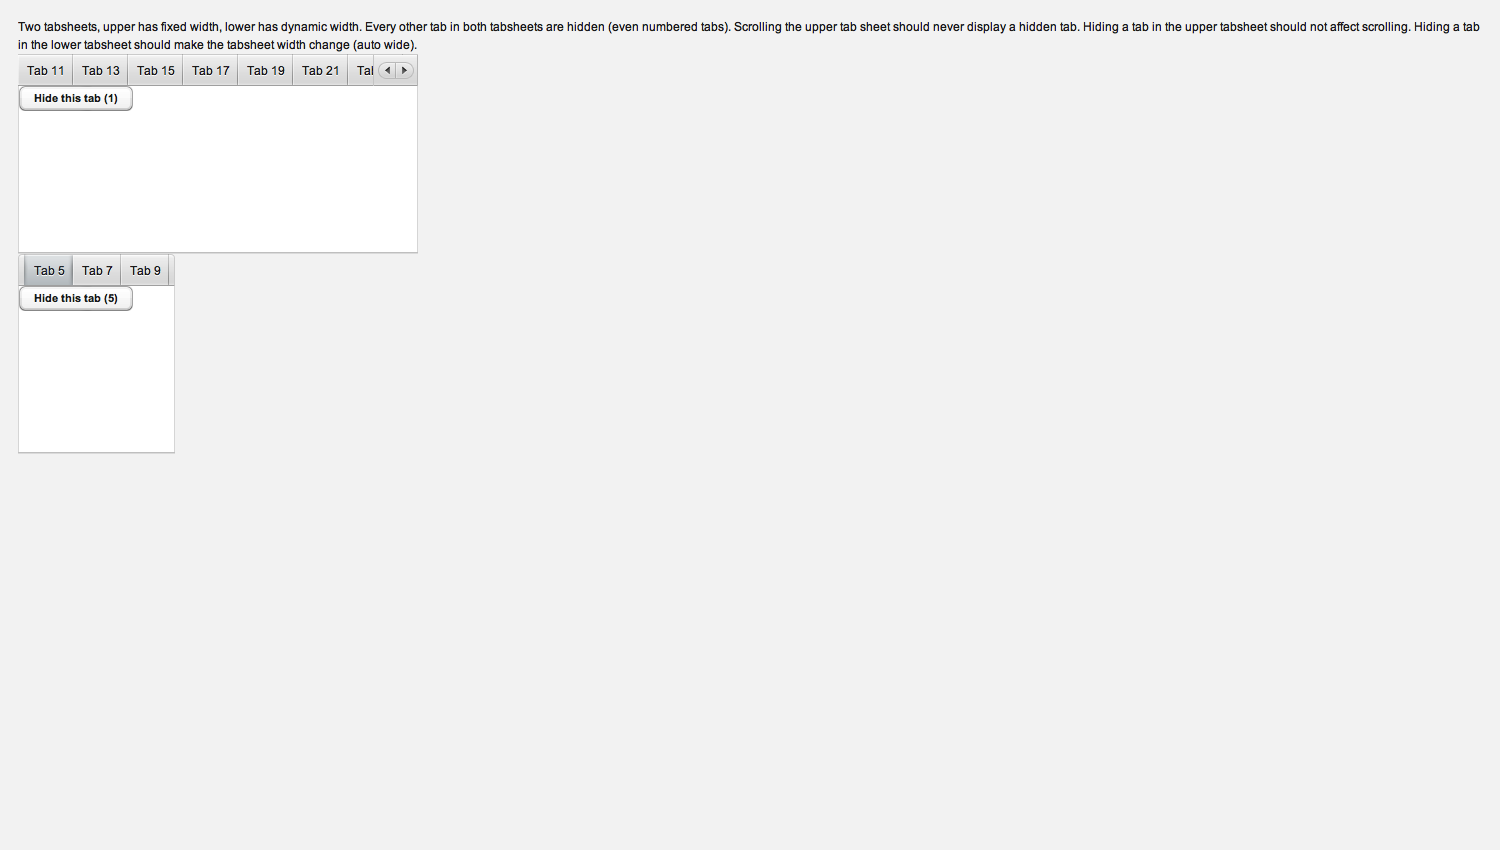 Two tabsheets, upper has fixed width, lower has dynamic width. Every other tab in both tabsheets are hidden (even numbered tabs). Scrolling the upper tab sheet should never display a hidden tab. Hiding a tab in the upper tabsheet should not affect scrolling. Hiding a tab
in the lower tabsheet should make the tabsheet width change (auto wide).
Tab 11 Tab 13 Tab 15 Tab 17 Tab 19 Tab 21 Tal
Hide this tab (1)
Tab 5 Tab 7 Tab 9
Hide this tab (5)